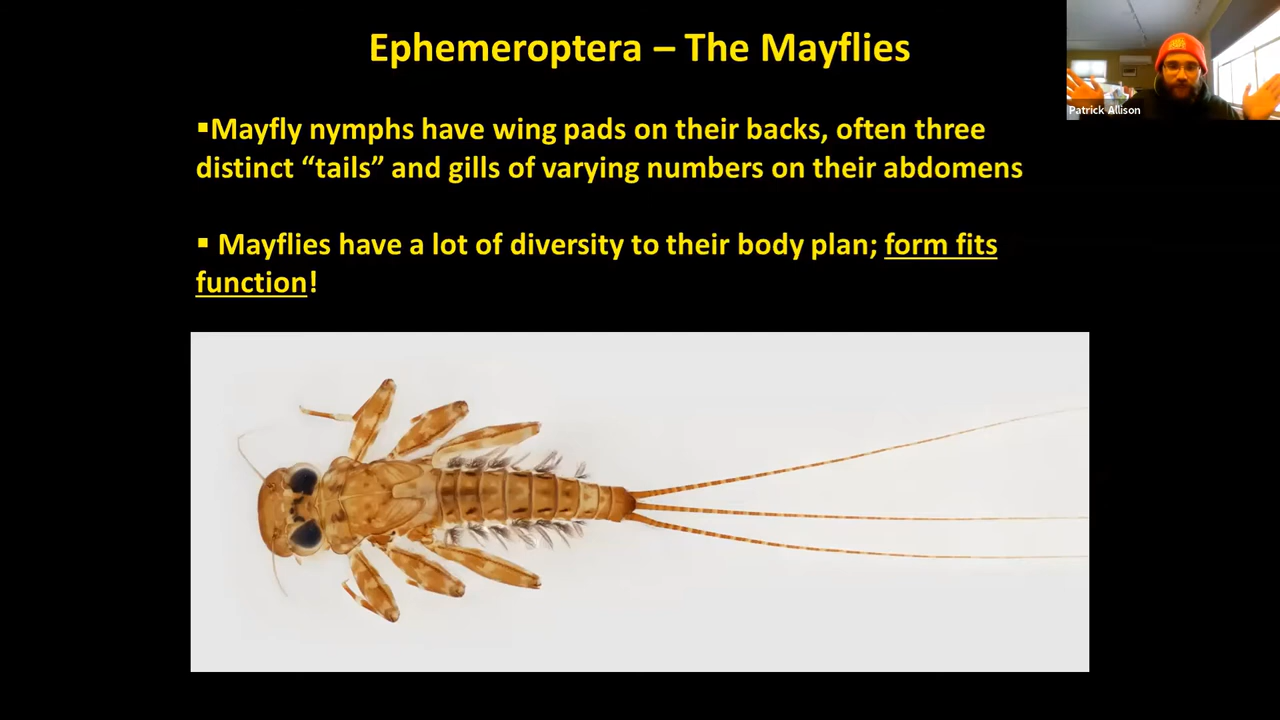 Ephemeroptera – The Mayflies
Patrick Allison
▪Mayfly nymphs have wing pads on their backs, often three
distinct “tails” and gills of varying numbers on their abdomens
▪ Mayflies have a lot of diversity to their body plan; form fits
function!